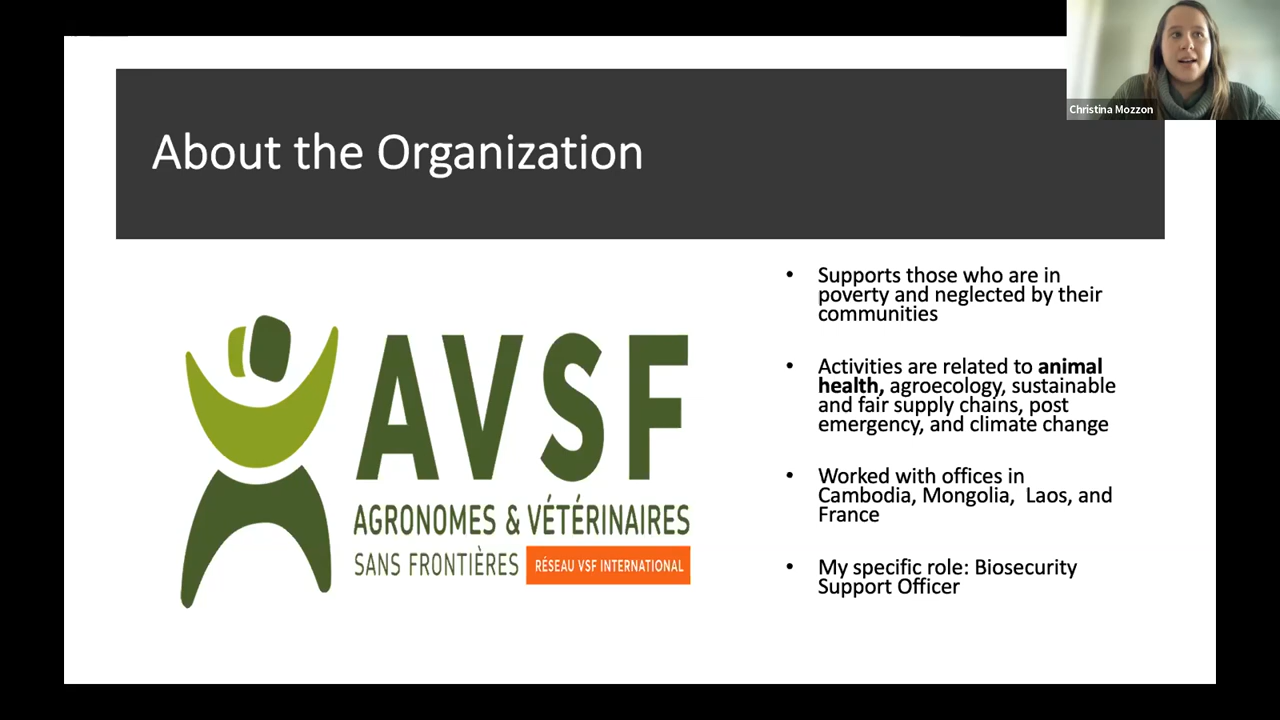 Christina Mozzon
About the Organization
AVSF
AGRONOMES & VÉTÉRINAIRES
SANS FRONTIÈRES
RÉSEAU VSF INTERNATIONAL
• Supports those who are in
poverty and neglected by their
communities
• Activities are related to animal
health, agroecology, sustainable
and fair supply chains, post
emergency, and climate change
• Worked with offices in
Cambodia, Mongolia, Laos, and
France
• My specific role: Biosecurity
Support Officer